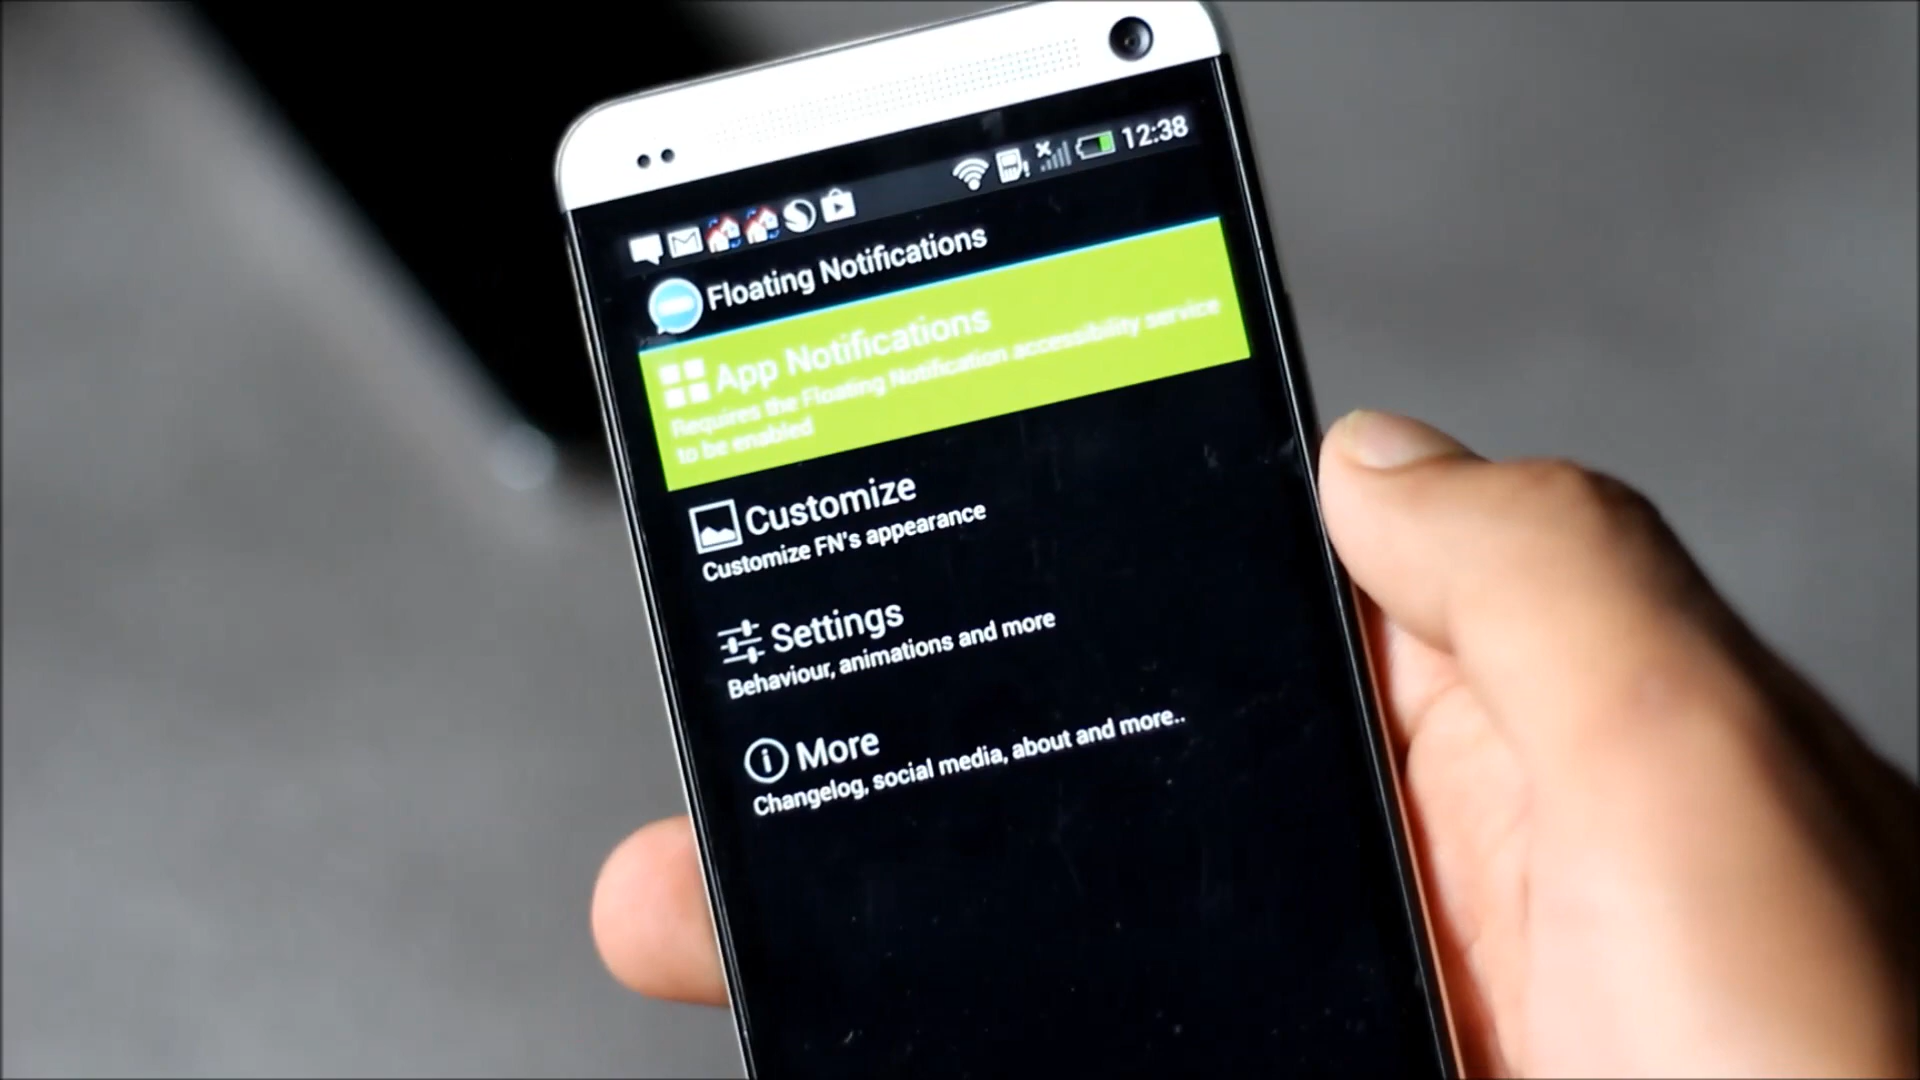 12:38
Floating Notifications
App Notifications
Requires the Floating Notification accessibility service
to be enabled
Customize
Customize FN's appearance
Settings
Behaviour, animations and more
More
Changelog, social media, about and more..